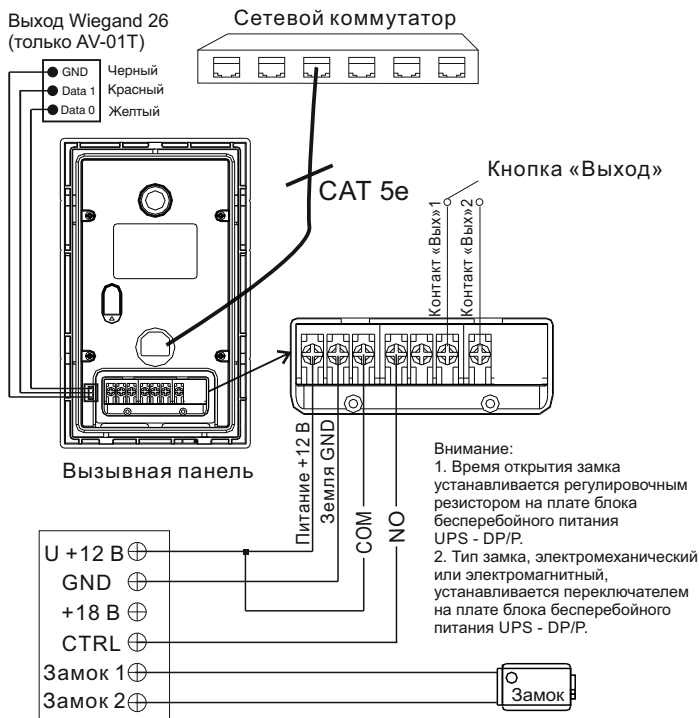 Выход Wiegand 26
(только AV-01T)
Сетевой коммутатор
GND Черный
Data 1 Красный
Data 0 Желтый
CAT 5e
Кнопка «Выход»
Контакт «Вых»1
Контакт «Вых»2
Вызывная панель
Питание +12 В
Земля GND
COM
NO
Внимание:
1. Время открытия замка
устанавливается регулировочным
резистором на плате блока
бесперебойного питания
UPS - DP/P.
2. Тип замка, электромеханический
или электромагнитный,
устанавливается переключателем
на плате блока бесперебойного
питания UPS - DP/P.
U +12 В
GND
+18 В
CTRL
Замок 1
Замок 2
Замок